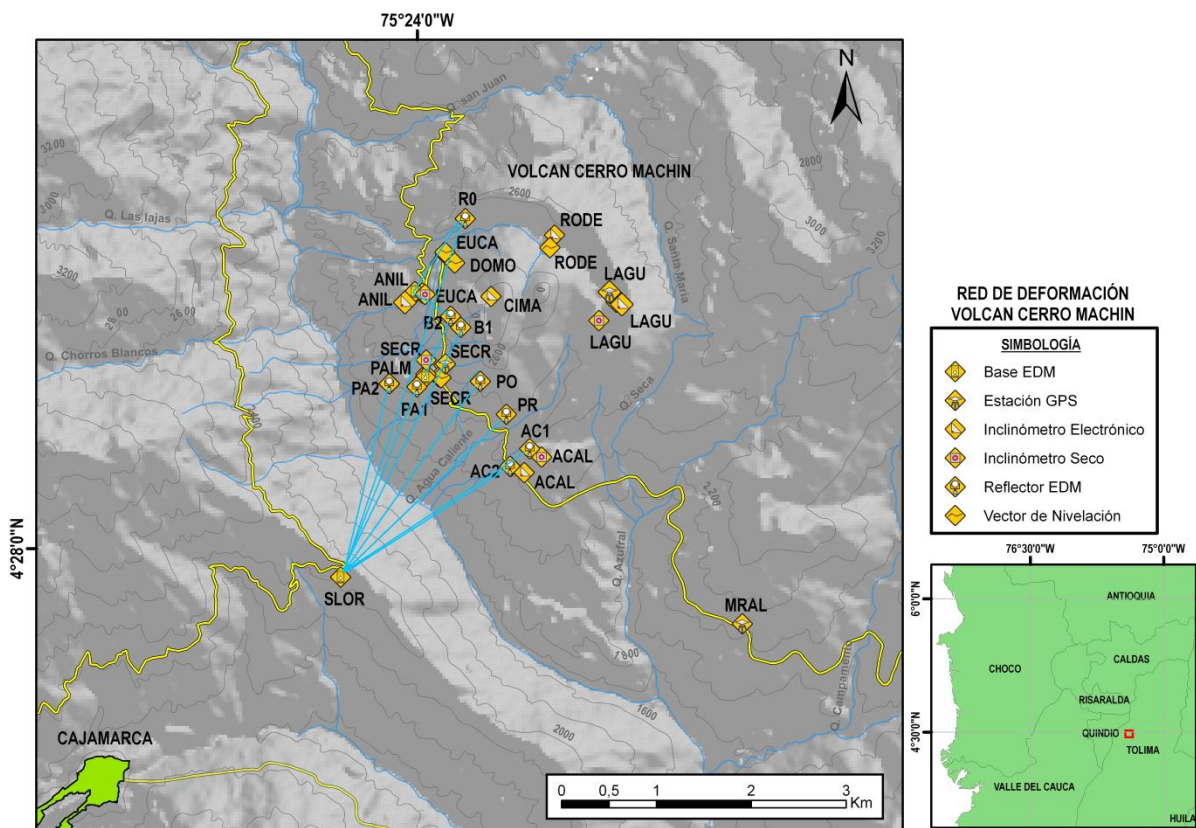 75°24'0"W
N
Q. san Juan
3200
3000
2800
VOLCAN CERRO MACHIN
2600
3000
Q. Las lajas
R0
RODE
3200
EUCA
RODE
Q. Santa Maria
DOMO
3200
LAGU
ANIL
EUCA
CIMA
ANIL
LAGU
B2
B1
LAGU
Q. Chorros Blancos
SECR
SECR
PALM
PA2
PO
PA1
SECR
PR
Q. Seca
AC1
ACAL
Q. Agua Caliente
AC2
ACAL
2200
4°28'0"N
Q. Azufral
SLOR
MRAL
1800
Q. Campamento
1600
2000
CAJAMARCA
0 0,5 1 2 3
Km
RED DE DEFORMACIÓN
VOLCAN CERRO MACHIN
SIMBOLOGÍA
Base EDM
Estación GPS
Inclinómetro Electrónico
Inclinómetro Seco
Reflector EDM
Vector de Nivelación
76°30'0"W
75°0'0"W
6°0'0"N
ANTIOQUIA
CHOCO
CALDAS
RISARALDA
4°30'0"N
QUINDIO
TOLIMA
VALLE DEL CAUCA
HUILA